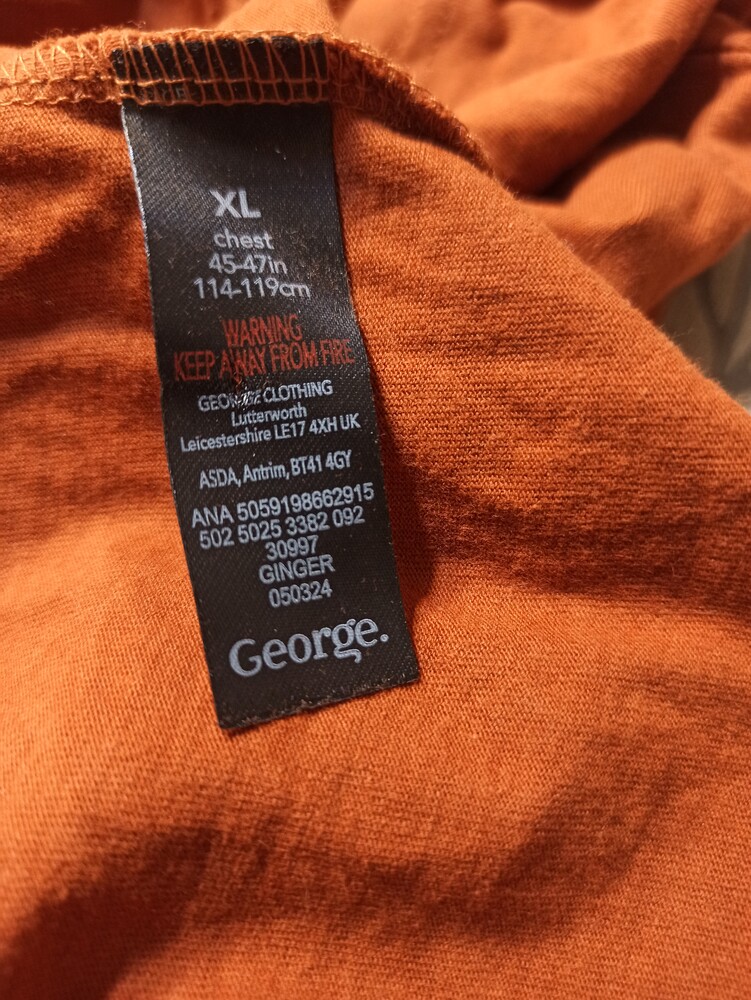 XL
chest
45-47in
114-119cm
WARNING
KEEP AWAY FROM FIRE
GEORGE CLOTHING
Lutterworth
Leicestershire LE17 4XH UK
ASDA, Antrim, BT41 4GY
ANA 5059198662915
502 5025 3382 092
30997
GINGER
050324
George.